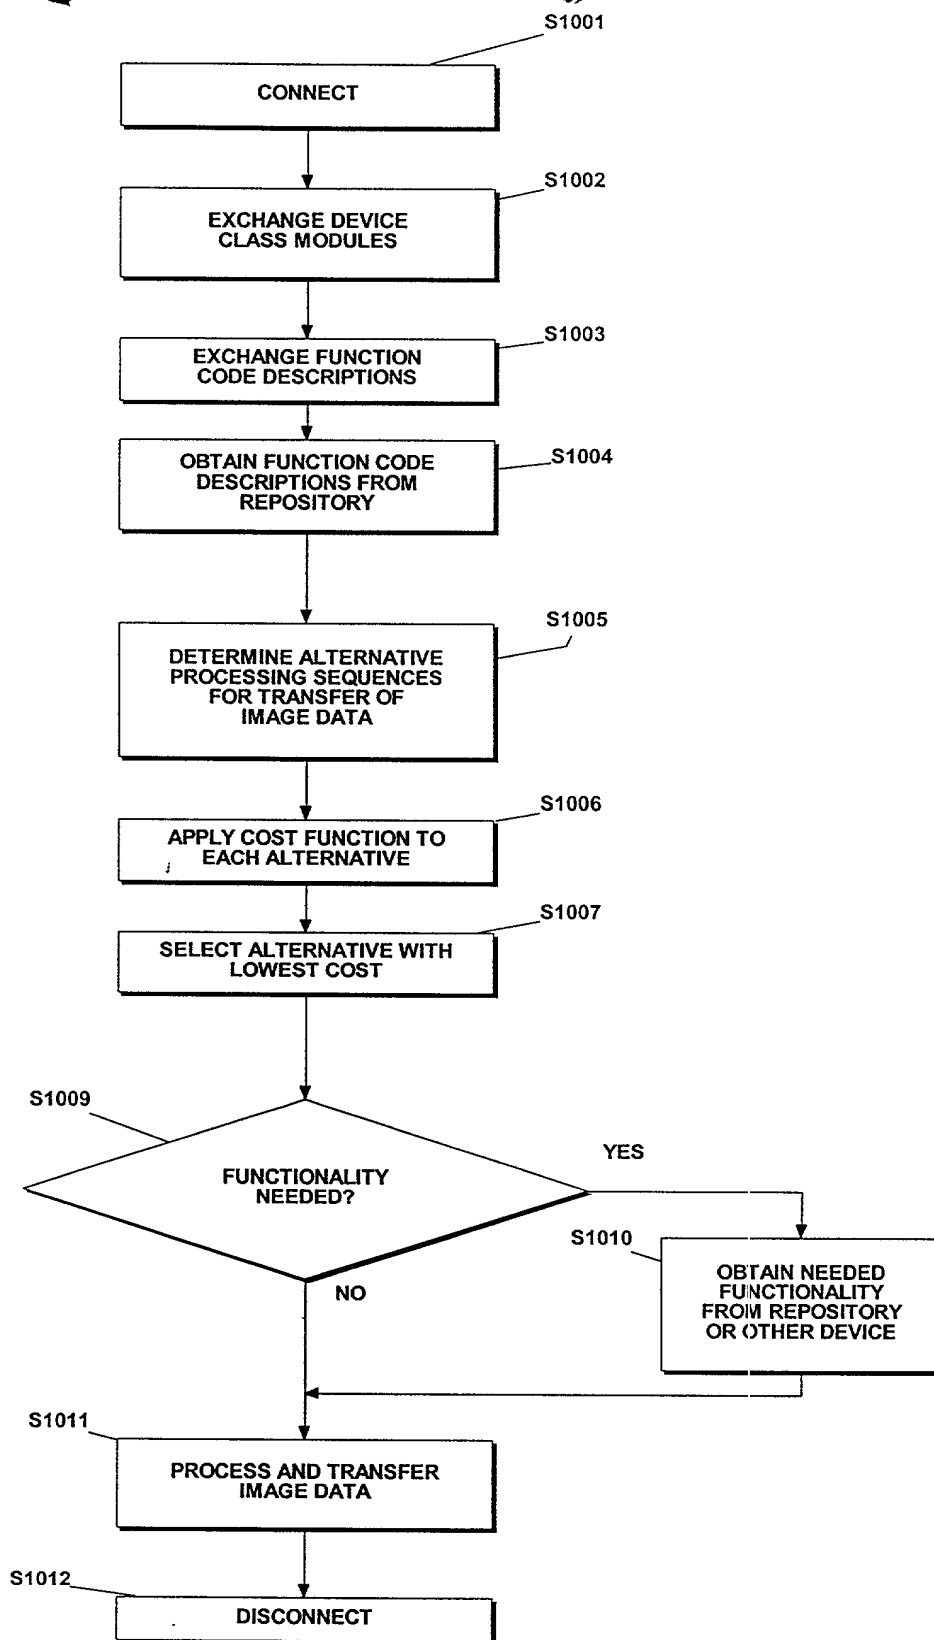 S1001
CONNECT
S1002
EXCHANGE DEVICE
CLASS MODULES
S1003
EXCHANGE FUNCTION
CODE DESCRIPTIONS
S1004
OBTAIN FUNCTION CODE
DESCRIPTIONS FROM
REPOSITORY
S1005
DETERMINE ALTERNATIVE
PROCESSING SEQUENCES
FOR TRANSFER OF
IMAGE DATA
S1006
APPLY COST FUNCTION TO
EACH ALTERNATIVE
S1007
SELECT ALTERNATIVE WITH
LOWEST COST
S1009
FUNCTIONALITY
NEEDED?
YES
S1010
OBTAIN NEEDED
FUNCTIONALITY
FROM REPOSITORY
OR OTHER DEVICE
NO
S1011
PROCESS AND TRANSFER
IMAGE DATA
S1012
DISCONNECT